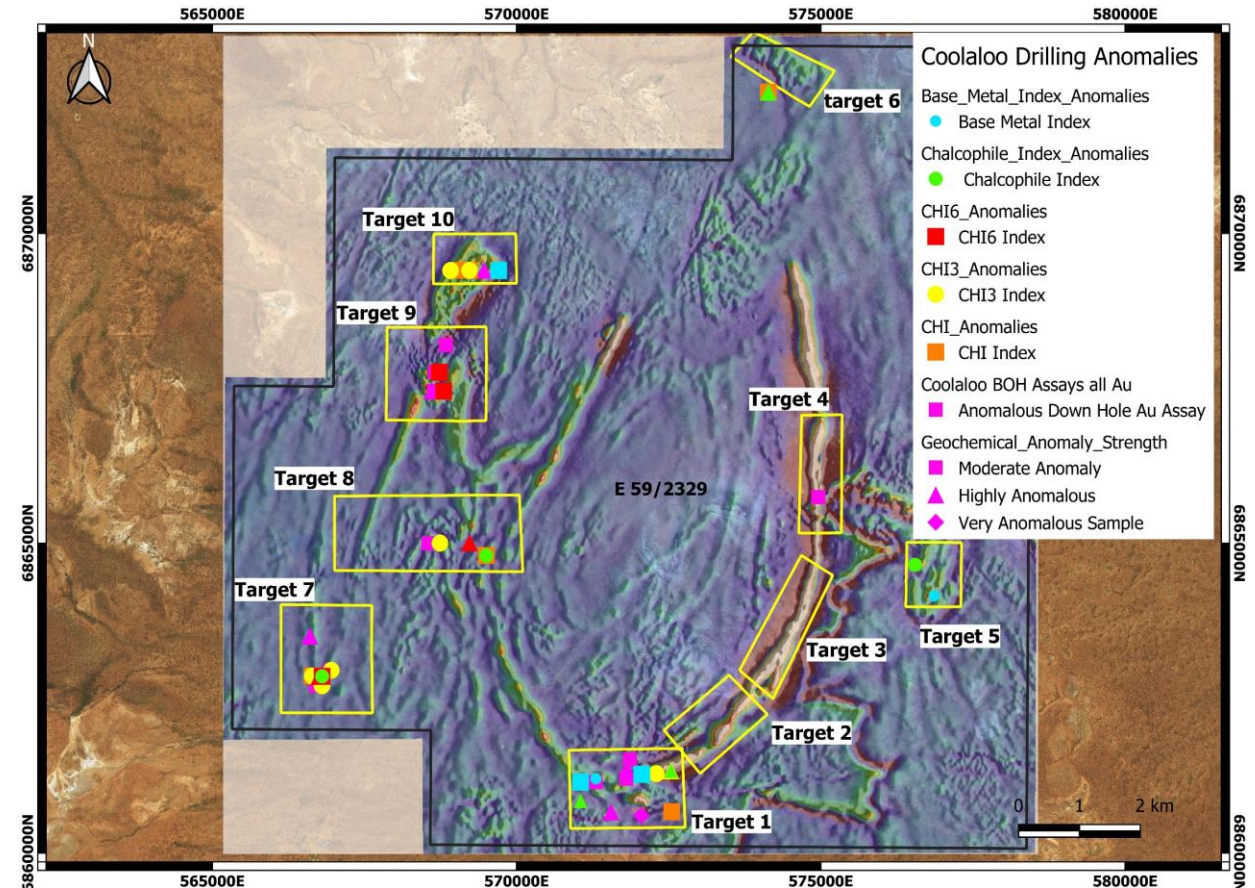 565000E
570000E
575000E
580000E
N
Coolaloo Drilling Anomalies
Base_Metal_Index_Anomalies
Base Metal Index
Chalcophile_Index_Anomalies
Chalcophile Index
CHI6_Anomalies
CHI6 Index
CHI3_Anomalies
CHI3 Index
CHI_Anomalies
CHI Index
Coolaloo BOH Assays all Au
Anomalous Down Hole Au Assay
Geochemical_Anomaly_Strength
Moderate Anomaly
Highly Anomalous
Very Anomalous Sample
target 6
6870000N
6870000N
Target 10
Target 9
Target 4
Target 8
E 59/2329
6865000N
6865000N
Target 7
Target 5
Target 3
Target 2
Target 1
0 1 2 km
6860000N
6860000N
565000E
570000E
575000E
580000E